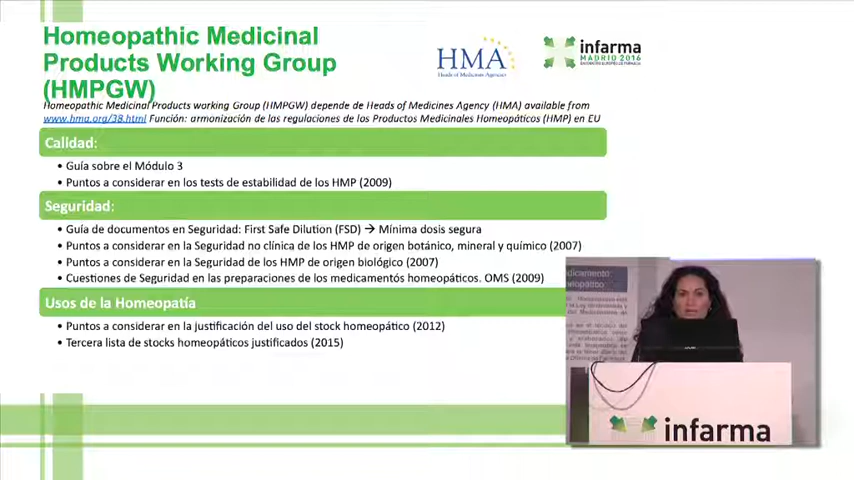 Homeopathic Medicinal
Products Working Group
(HMPGW)
HMA
Heads of Medicines Agencies
infarma
MADRID 2016
Homeopathic Medicinal Products working Group (HMPGW) depende de Heads of Medicines Agency (HMA) available from
www.hma.org/38.html Función: armonización de las regulaciones de los Productos Medicinales Homeopáticos (HMP) en EU
Calidad:
• Guía sobre el Módulo 3
• Puntos a considerar en los tests de estabilidad de los HMP (2009)
Seguridad:
• Guía de documentos en Seguridad: First Safe Dilution (FSD) → Mínima dosis segura
• Puntos a considerar en la Seguridad no clínica de los HMP de origen botánico, mineral y químico (2007)
• Puntos a considerar en la Seguridad de los HMP de origen biológico (2007)
• Cuestiones de Seguridad en las preparaciones de los medicamentós homeopáticos. OMS (2009)
Usos de la Homeopatía
• Puntos a considerar en la justificación del uso del stock homeopático (2012)
• Tercera lista de stocks homeopáticos justificados (2015)
infarma